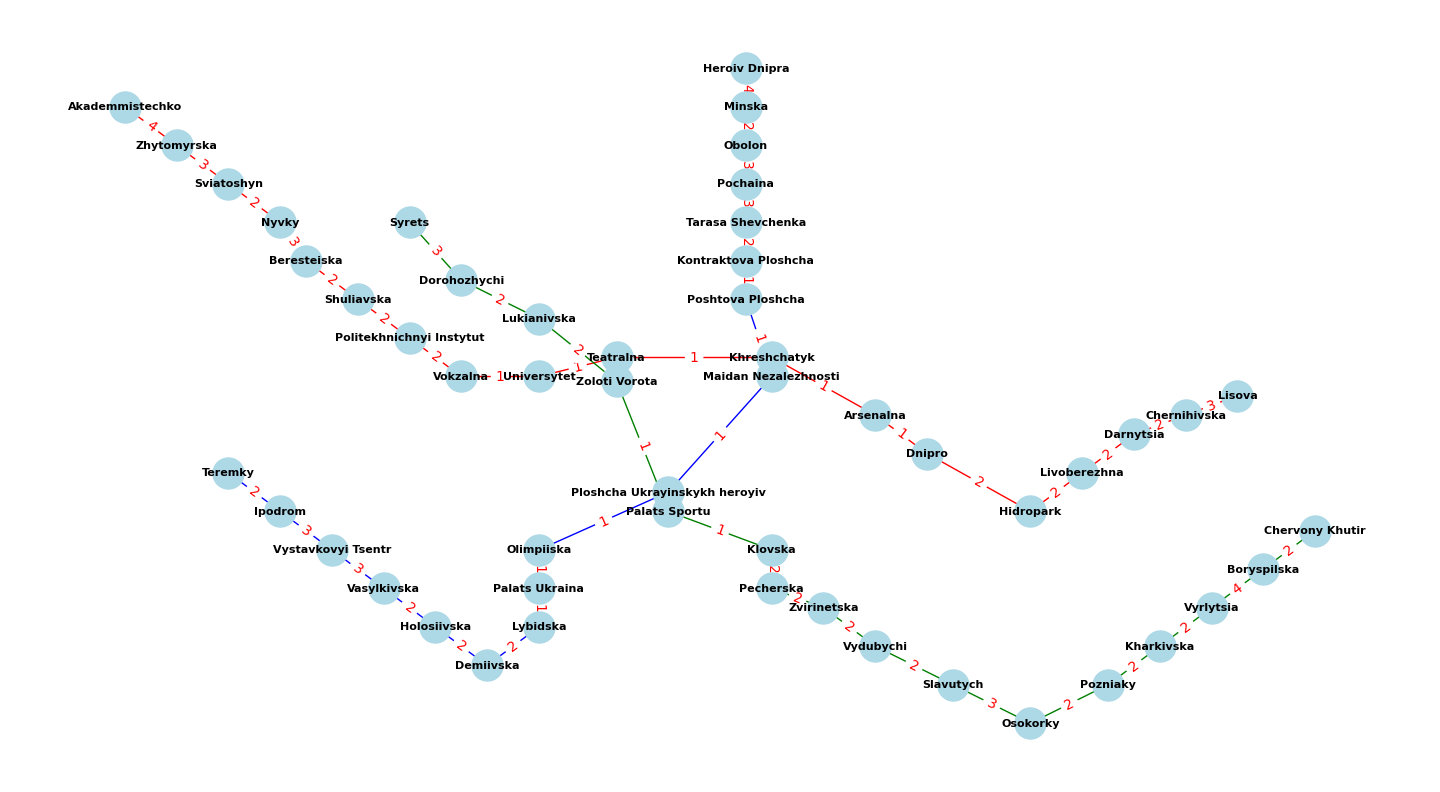 Heroiv Dnipra
4
Akademmistechko
Minska
4
2
Zhytomyrska
Obolon
3
3
Sviatoshyn
Pochaina
2
3
Nyvky
Syrets
Tarasa Shevchenka
3
3
2
Beresteiska
Kontraktova Ploshcha
2
Dorohozhychi
1
Shuliavska
2
Poshtova Ploshcha
2
Lukianivska
Politekhnichnyi Instytut
1
2
2
Teatralna
1
Khreshchatyk
1
Vokzalna
1
Universytet
Zoloti Vorota
Maidan Nezalezhnosti
1
Lisova
3
Arsenalna
Chernihivska
2
1
1
1
Darnytsia
Dnipro
2
Teremky
Livoberezhna
2
2
2
Ploshcha Ukrayinskykh heroyiv
Ipodrom
Palats Sportu
Hidropark
3
1
1
Chervony Khutir
Vystavkovyi Tsentr
Olimpiiska
Klovska
2
3
1
2
Boryspilska
Vasylkivska
Palats Ukraina
Pecherska
4
2
1
2
Zvirinetska
Vyrlytsia
Holosiivska
Lybidska
2
2
2
2
Vydubychi
Kharkivska
Demiivska
2
2
Slavutych
Pozniaky
3
2
Osokorky